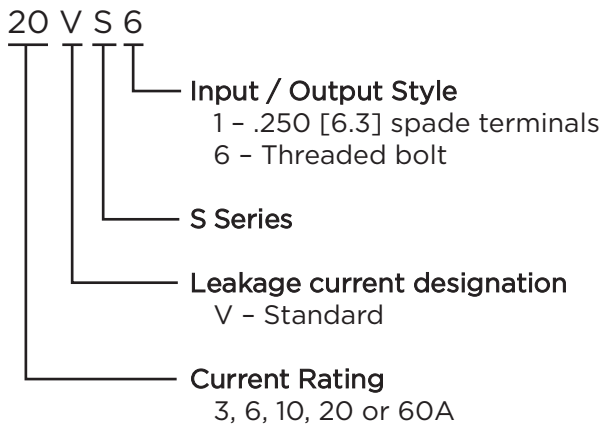 20 V S 6
Input / Output Style
1 – .250 [6.3] spade terminals
6 – Threaded bolt
S Series
Leakage current designation
V – Standard
Current Rating
3, 6, 10, 20 or 60A